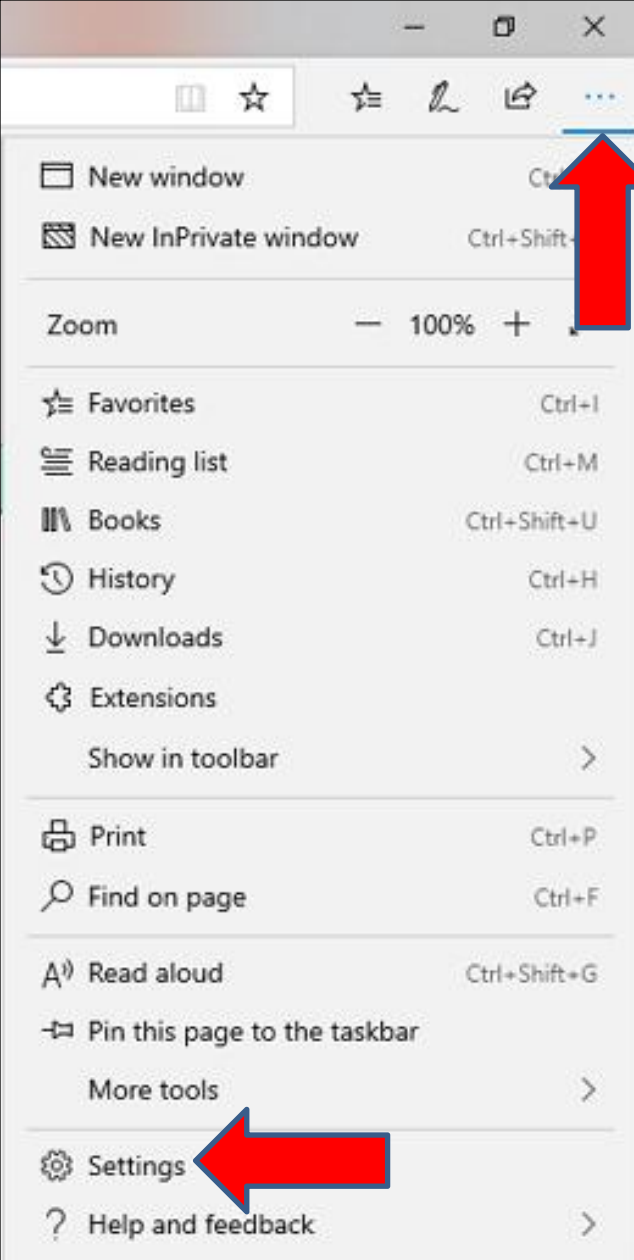 New window
New InPrivate window Ctrl+Shift+
Zoom — 100% +
Favorites Ctrl+I
Reading list Ctrl+M
Books Ctrl+Shift+U
History Ctrl+H
Downloads Ctrl+J
Extensions
Show in toolbar
Print Ctrl+P
Find on page Ctrl+F
Read aloud Ctrl+Shift+G
Pin this page to the taskbar
More tools
Settings
Help and feedback